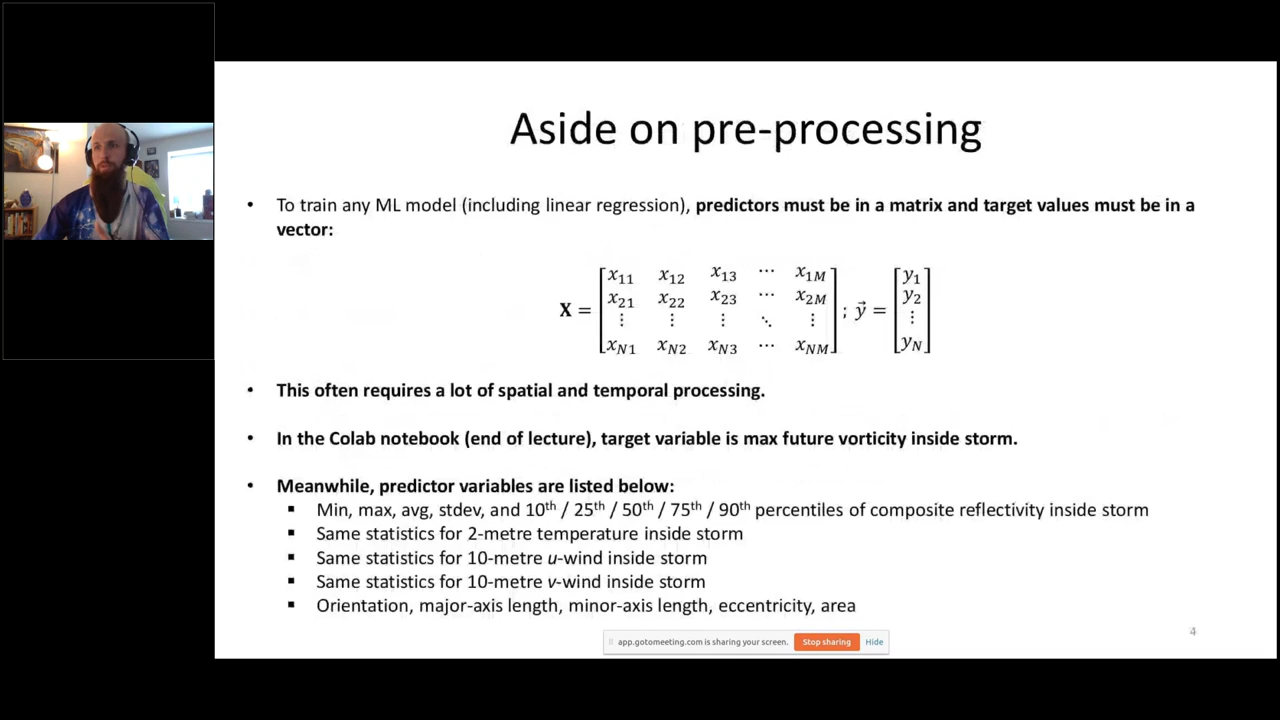 Aside on pre-processing
• To train any ML model (including linear regression), predictors must be in a matrix and target values must be in a
vector:
X = [x11 x12 x13 ⋯ x1M
x21 x22 x23 ⋯ x2M
⋮ ⋮ ⋮ ⋱ ⋮
xN1 xN2 xN3 ⋯ xNM] ; y⃗ = [y1
y2
⋮
yN]
• This often requires a lot of spatial and temporal processing.
• In the Colab notebook (end of lecture), target variable is max future vorticity inside storm.
• Meanwhile, predictor variables are listed below:
▪ Min, max, avg, stdev, and 10th / 25th / 50th / 75th / 90th percentiles of composite reflectivity inside storm
▪ Same statistics for 2-metre temperature inside storm
▪ Same statistics for 10-metre u-wind inside storm
▪ Same statistics for 10-metre v-wind inside storm
▪ Orientation, major-axis length, minor-axis length, eccentricity, area
app.gotomeeting.com is sharing your screen. Stop sharing Hide
4